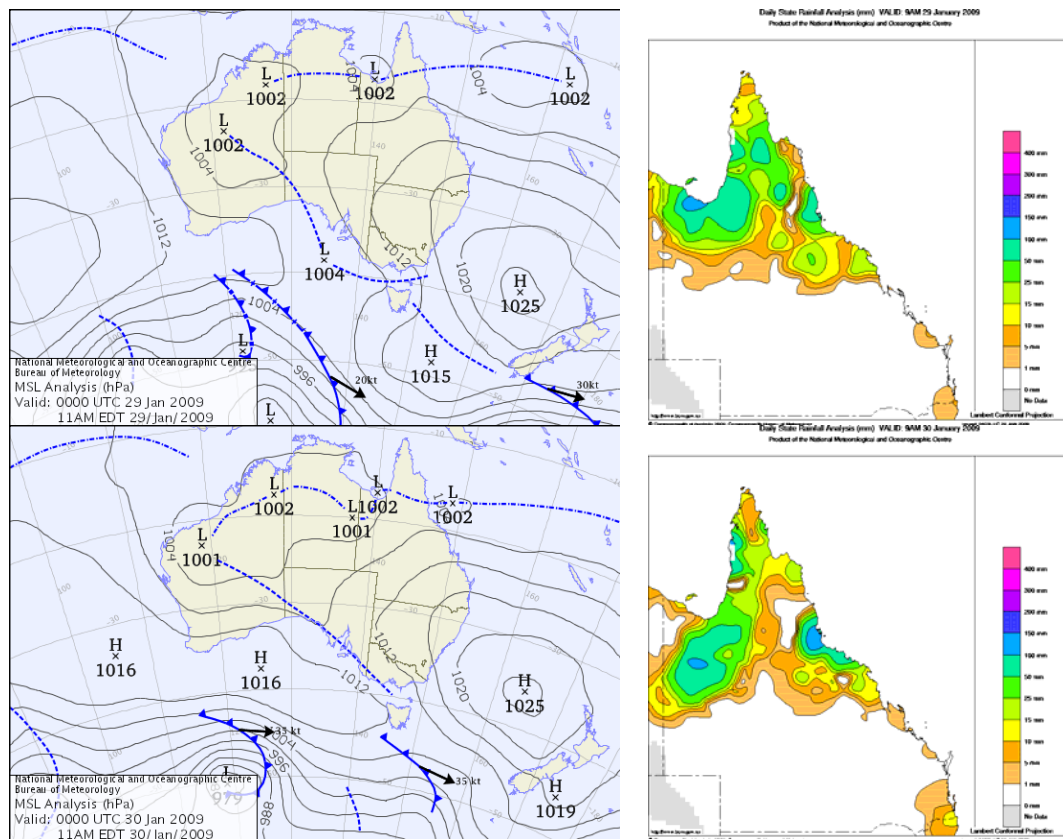 L
1002
L
1002
1004
L
1002
1004
L
1002
1004
1012
L
1004
1012
1020
H
1025
H
1015
1004
996
20kt
30kt
L
L
National Meteorological and Oceanographic Centre
Bureau of Meteorology
MSL Analysis (hPa)
Valid: 0000 UTC 29 Jan 2009
11AM EDT 29/Jan/2009
Daily State Rainfall Analysis (mm) VALID: 9AM 29 January 2009
Product of the National Meteorological and Oceanographic Centre
400 mm
300 mm
200 mm
150 mm
100 mm
50 mm
25 mm
15 mm
10 mm
5 mm
1 mm
0 mm
No Data
Lambert Conformal Projection
L
1002
L
1002
L
1001
L
1002
L
1001
1004
H
1016
H
1016
1012
1012
1020
H
1025
H
1019
1004
996
988
979
35 kt
35 kt
National Meteorological and Oceanographic Centre
Bureau of Meteorology
MSL Analysis (hPa)
Valid: 0000 UTC 30 Jan 2009
11AM EDT 30/Jan/2009
Daily State Rainfall Analysis (mm) VALID: 9AM 30 January 2009
Product of the National Meteorological and Oceanographic Centre
400 mm
300 mm
200 mm
150 mm
100 mm
50 mm
25 mm
15 mm
10 mm
5 mm
1 mm
0 mm
No Data
Lambert Conformal Projection